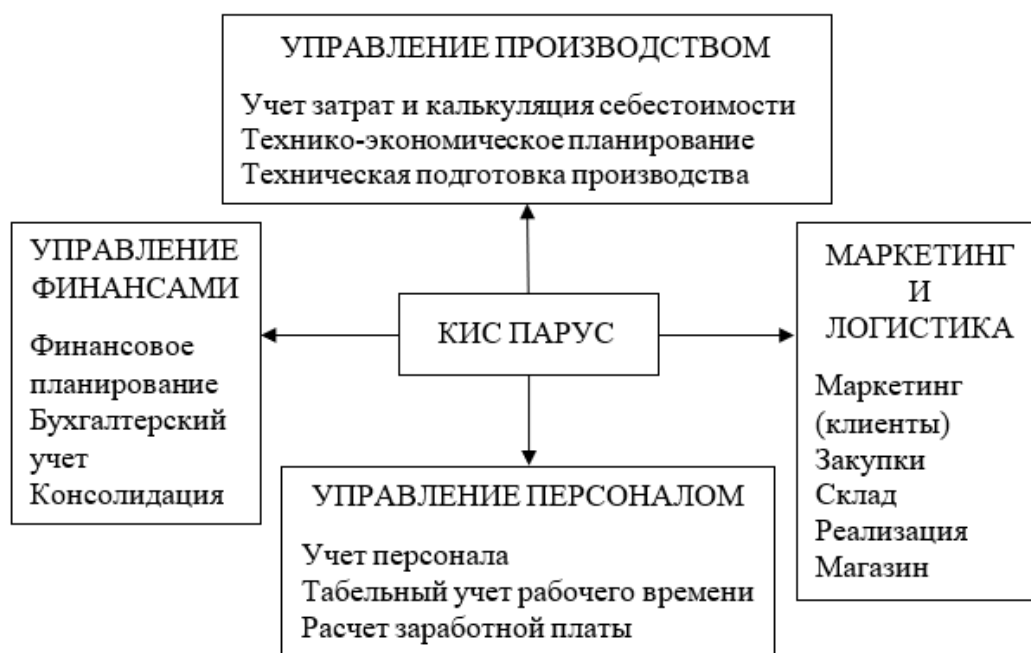 УПРАВЛЕНИЕ ПРОИЗВОДСТВОМ
Учет затрат и калькуляция себестоимости
Технико-экономическое планирование
Техническая подготовка производства
УПРАВЛЕНИЕ
ФИНАНСАМИ
Финансовое
планирование
Бухгалтерский
учет
Консолидация
КИС ПАРУС
МАРКЕТИНГ
И
ЛОГИСТИКА
Маркетинг
(клиенты)
Закупки
Склад
Реализация
Магазин
УПРАВЛЕНИЕ ПЕРСОНАЛОМ
Учет персонала
Табельный учет рабочего времени
Расчет заработной платы